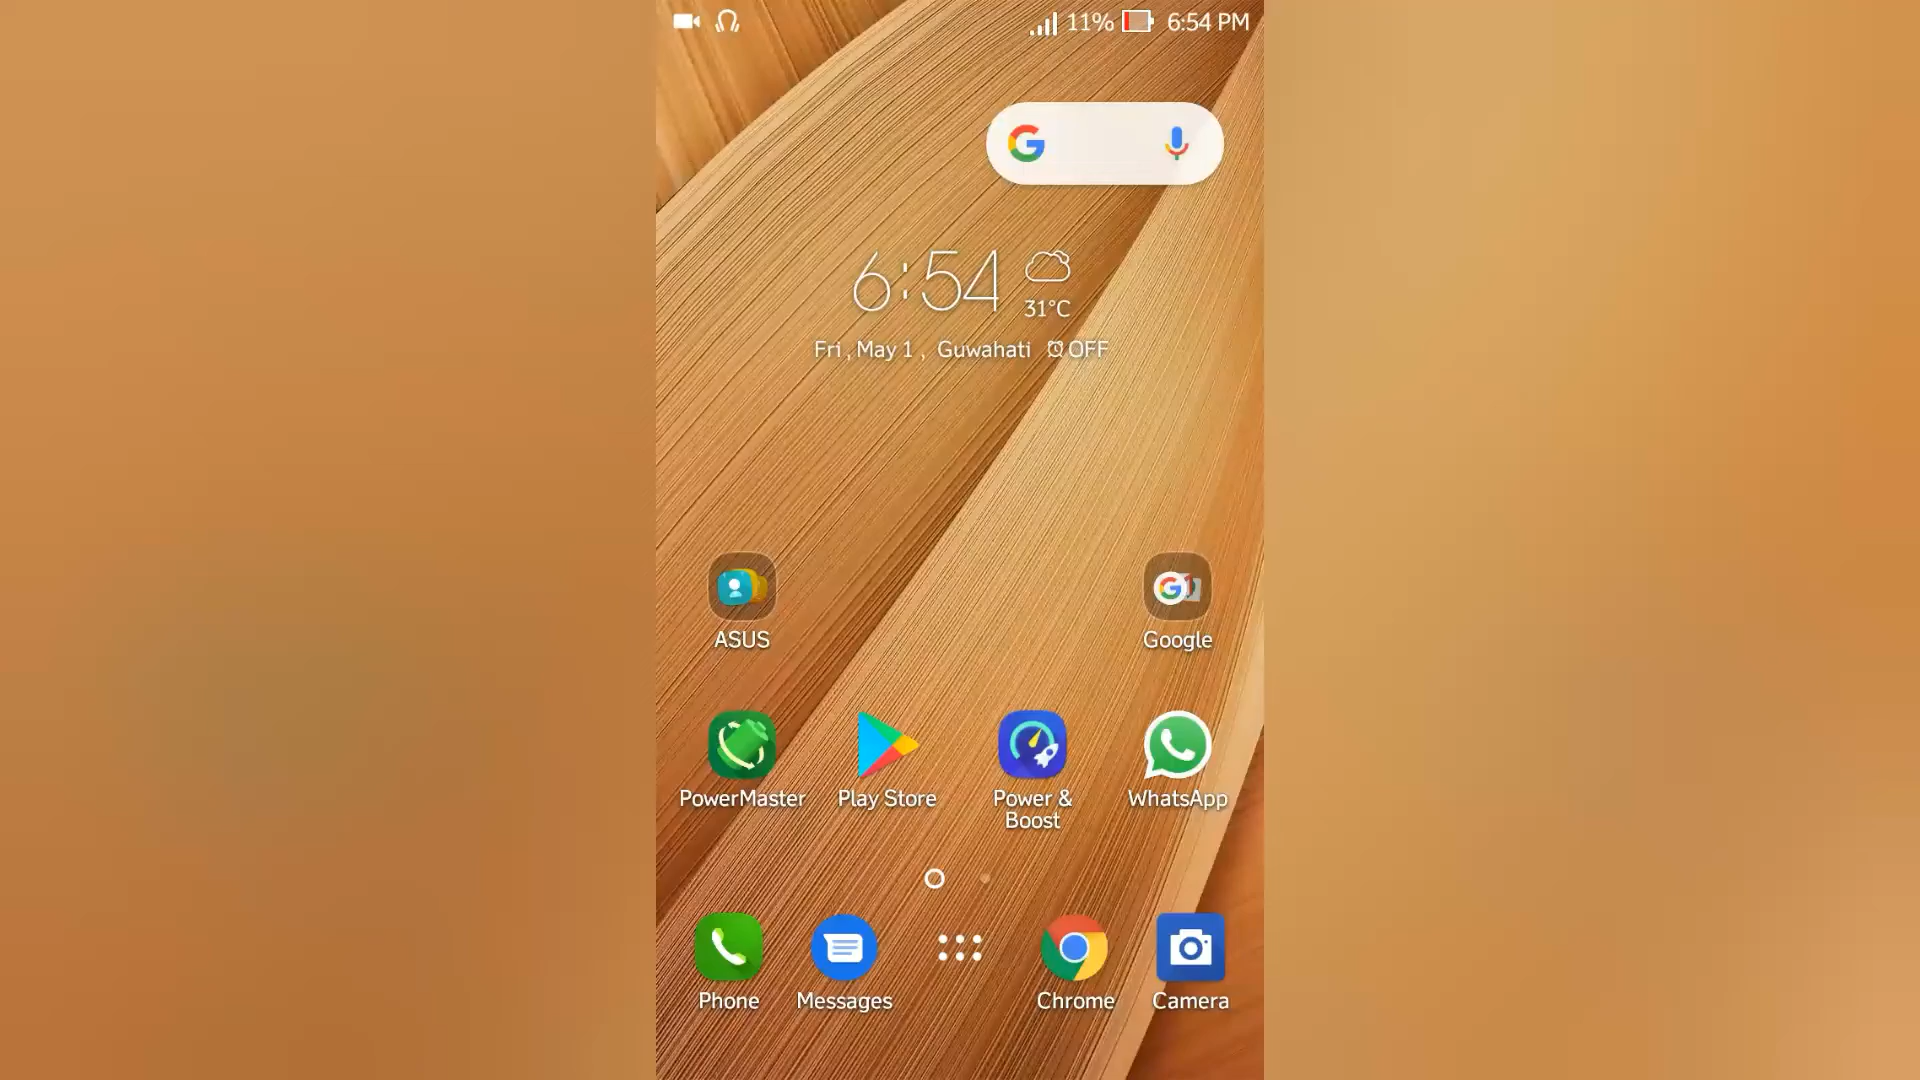 11% 6:54 PM
6:54
31°C
Fri , May 1 , Guwahati OFF
ASUS Google
PowerMaster Play Store Power & WhatsApp
Boost
Phone Messages Chrome Camera